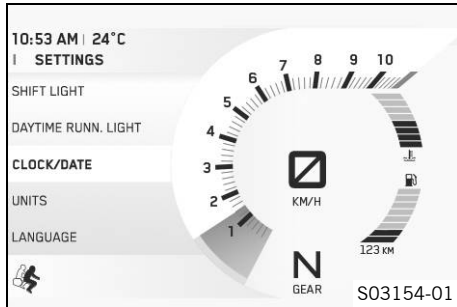 10:53 AM | 24°C
| SETTINGS
SHIFT LIGHT
DAYTIME RUNN. LIGHT
CLOCK/DATE
UNITS
LANGUAGE
1
2
3
4
5
6
7
8
9
10
0
KM/H
N
GEAR
123 KM
S03154-01